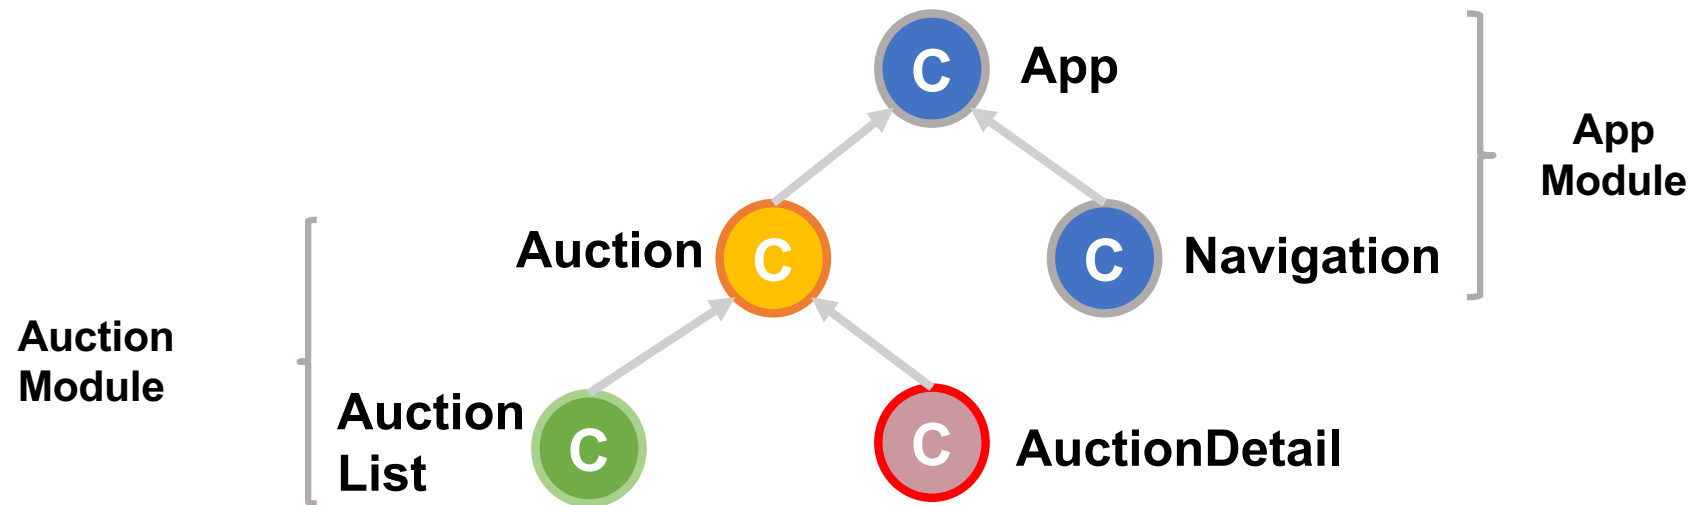 C App
App
Module
Auction C
C Navigation
Auction
Module
Auction
List
C
C AuctionDetail